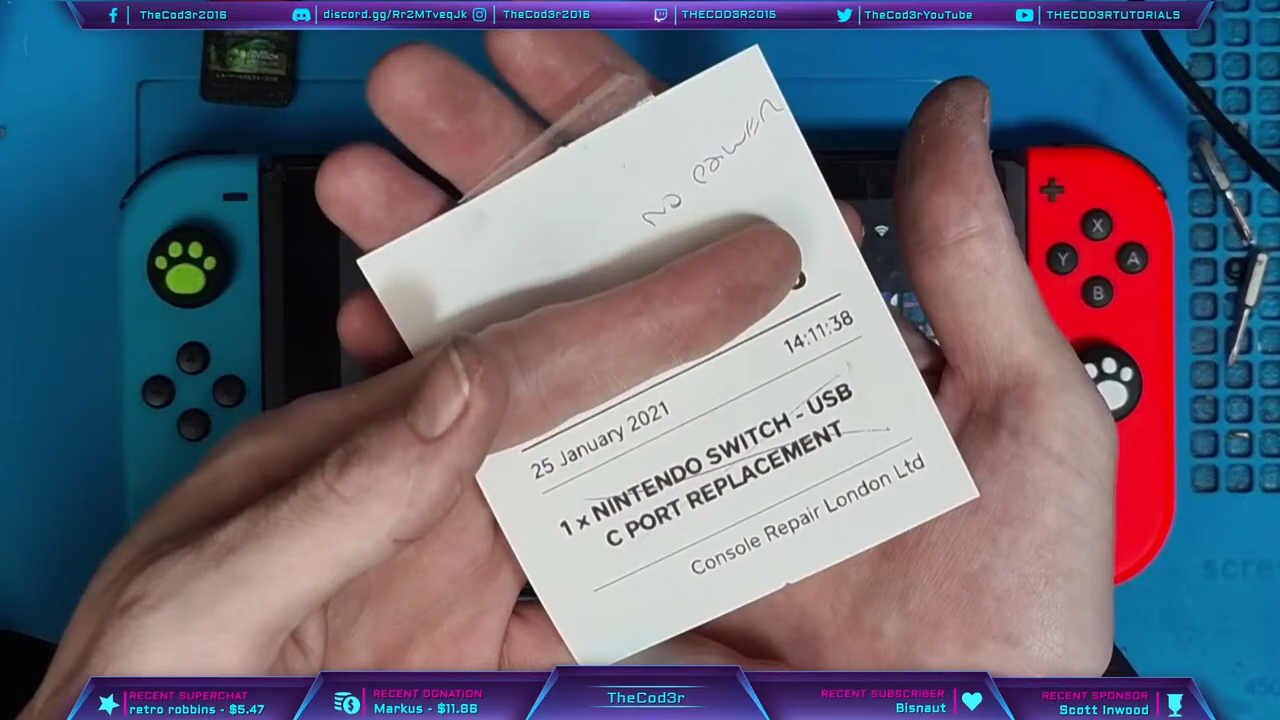 TheCod3r2016
discord.gg/Rr2MTveqJk
TheCod3r2016
THECOD3R2015
TheCod3rYouTube
THECOD3RTUTORIALS
NO POWER
X
Y
A
B
14:11:38
25 January 2021
1 x NINTENDO SWITCH - USB
C PORT REPLACEMENT
Console Repair London Ltd
RECENT SUPERCHAT
retro robbins - $5.47
RECENT DONATION
Markus - $11.86
TheCod3r
RECENT SUBSCRIBER
Bisnaut
RECENT SPONSOR
Scott Inwood